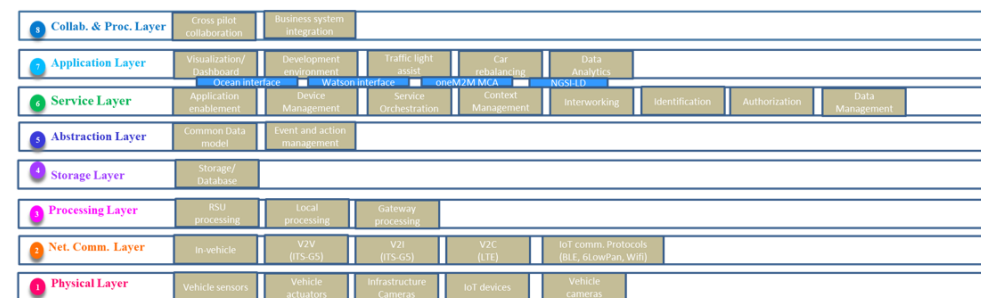 8 Collab. & Proc. Layer
Cross pilot
collaboration
Business system
integration
7 Application Layer
Visualization/
Dashboard
Development
environment
Traffic light
assist
Car
rebalancing
Data
Analytics
Ocean interface
Watson interface
oneM2M MCA
NGSI-LD
6 Service Layer
Application
enablement
Device
Management
Service
Orchestration
Context
Management
Interworking
Identification
Authorization
Data
Management
5 Abstraction Layer
Common Data
model
Event and action
management
4 Storage Layer
Storage/
Database
3 Processing Layer
RSU
processing
Local
processing
Gateway
processing
2 Net. Comm. Layer
In-vehicle
V2V
(ITS-G5)
V2I
(ITS-G5)
V2C
(LTE)
IoT comm. Protocols
(BLE, 6LowPan, Wifi)
1 Physical Layer
Vehicle sensors
Vehicle
actuators
Infrastructure
Cameras
IoT devices
Vehicle
cameras